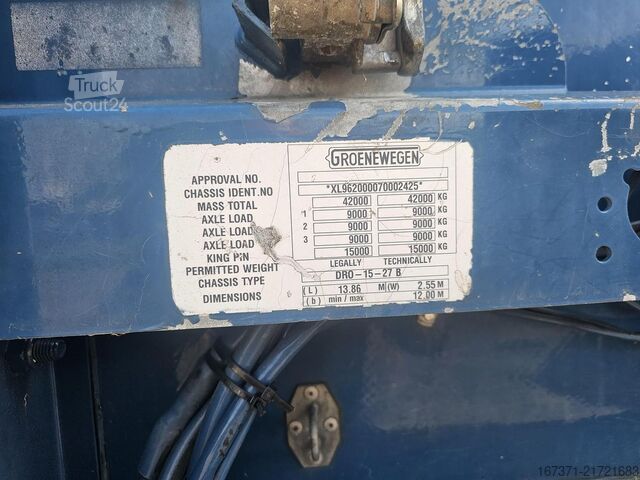 Truck
Scout24
GROENEWEGEN
APPROVAL NO.
CHASSIS IDENT.NO *XL962000070002425*
MASS TOTAL 42000 42000 KG
AXLE LOAD 1 9000 9000 KG
AXLE LOAD 2 9000 9000 KG
AXLE LOAD 3 9000 9000 KG
KING PIN 15000 15000 KG
PERMITTED WEIGHT LEGALLY TECHNICALLY
CHASSIS TYPE DRO-15-27 B
DIMENSIONS (L) 13.86 M (W) 2.55 M
(b) min / max 12.00 M
167371-21721683